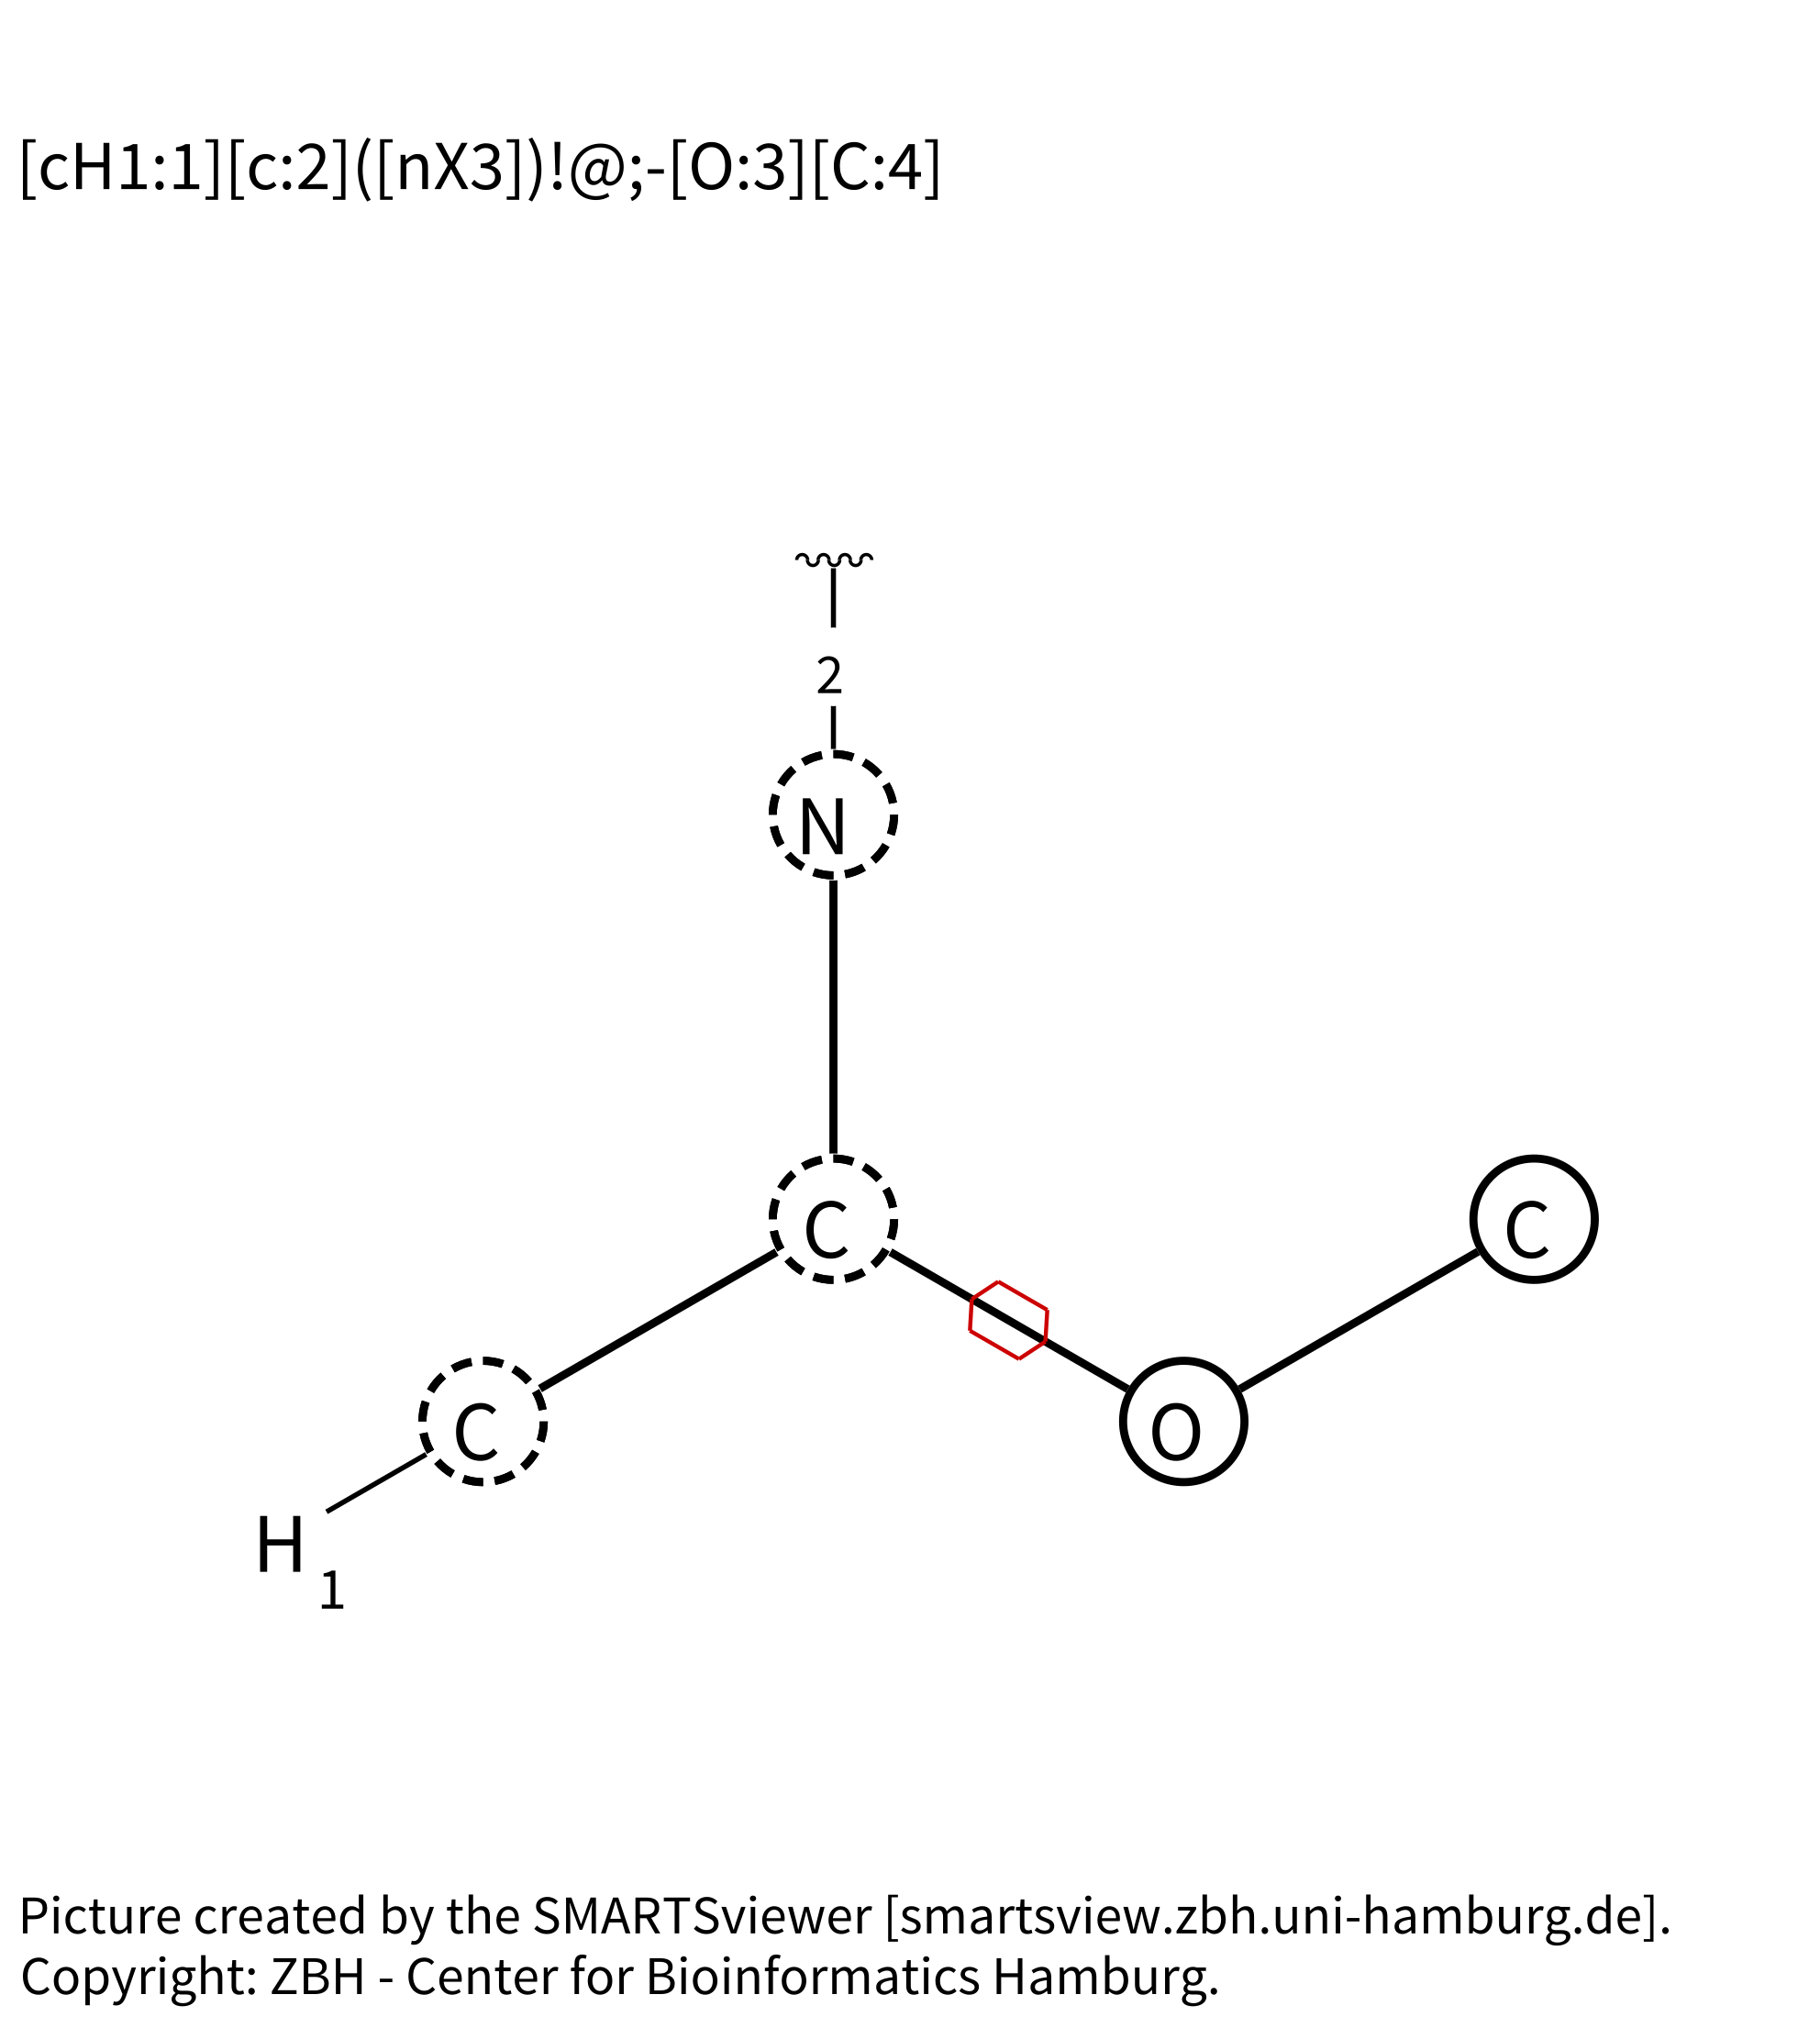 [cH1:1][c:2]([nX3])!@;-[O:3][C:4]
2
N
C
C
C
O
H 1
Picture created by the SMARTSviewer [smartsview.zbh.uni-hamburg.de].
Copyright: ZBH - Center for Bioinformatics Hamburg.